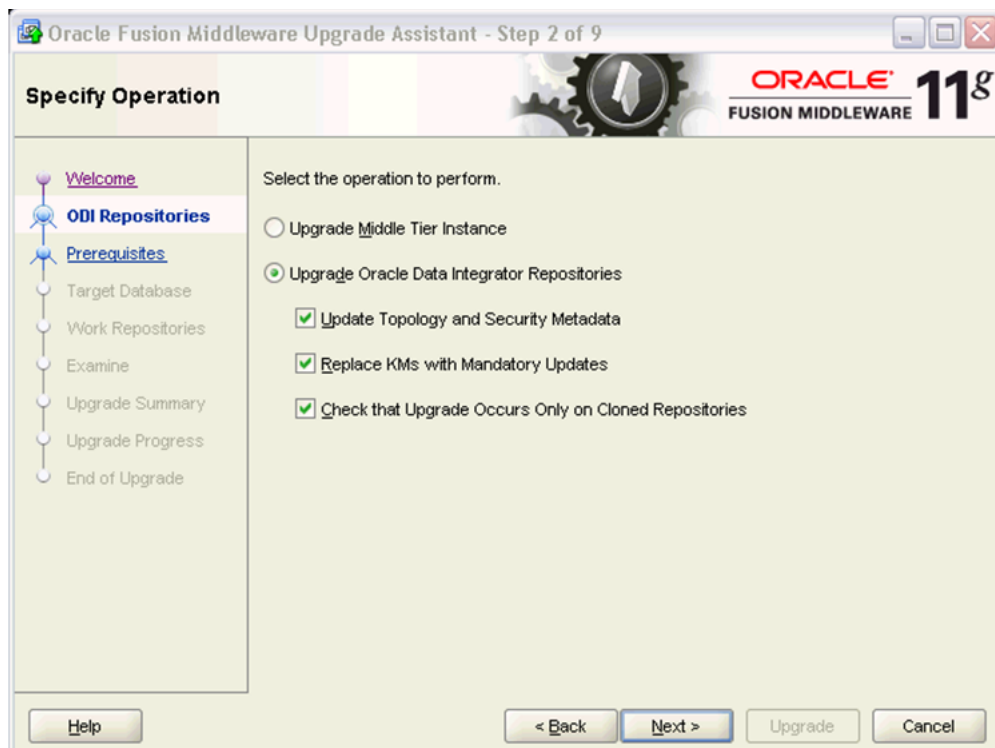 Oracle Fusion Middleware Upgrade Assistant - Step 2 of 9
Specify Operation
ORACLE
FUSION MIDDLEWARE 11g
Welcome
ODI Repositories
Prerequisites
Target Database
Work Repositories
Examine
Upgrade Summary
Upgrade Progress
End of Upgrade
Select the operation to perform.
Upgrade Middle Tier Instance
Upgrade Oracle Data Integrator Repositories
Update Topology and Security Metadata
Replace KMs with Mandatory Updates
Check that Upgrade Occurs Only on Cloned Repositories
Help
< Back
Next >
Upgrade
Cancel